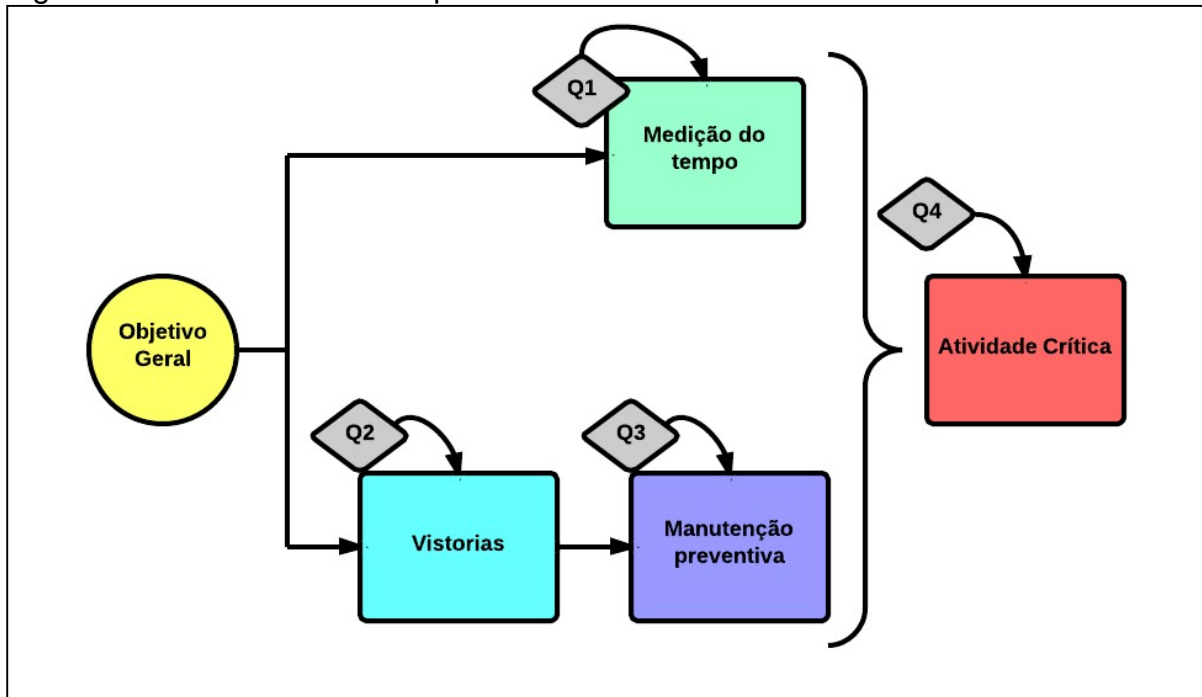 Q1
Medição do
tempo
Q4
Objetivo
Geral
Atividade Crítica
Q2
Q3
Vistorias
Manutenção
preventiva